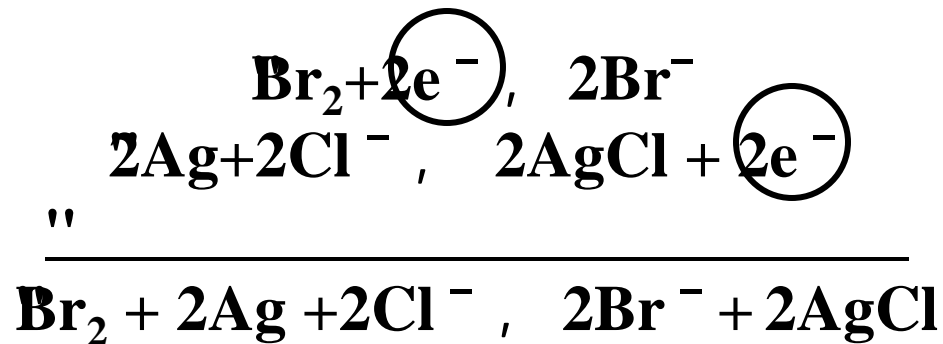 "Br₂+2e⁻ , 2Br⁻
"2Ag+2Cl⁻ , 2AgCl + 2e⁻
"
"Br₂ + 2Ag +2Cl⁻ , 2Br⁻ + 2AgCl